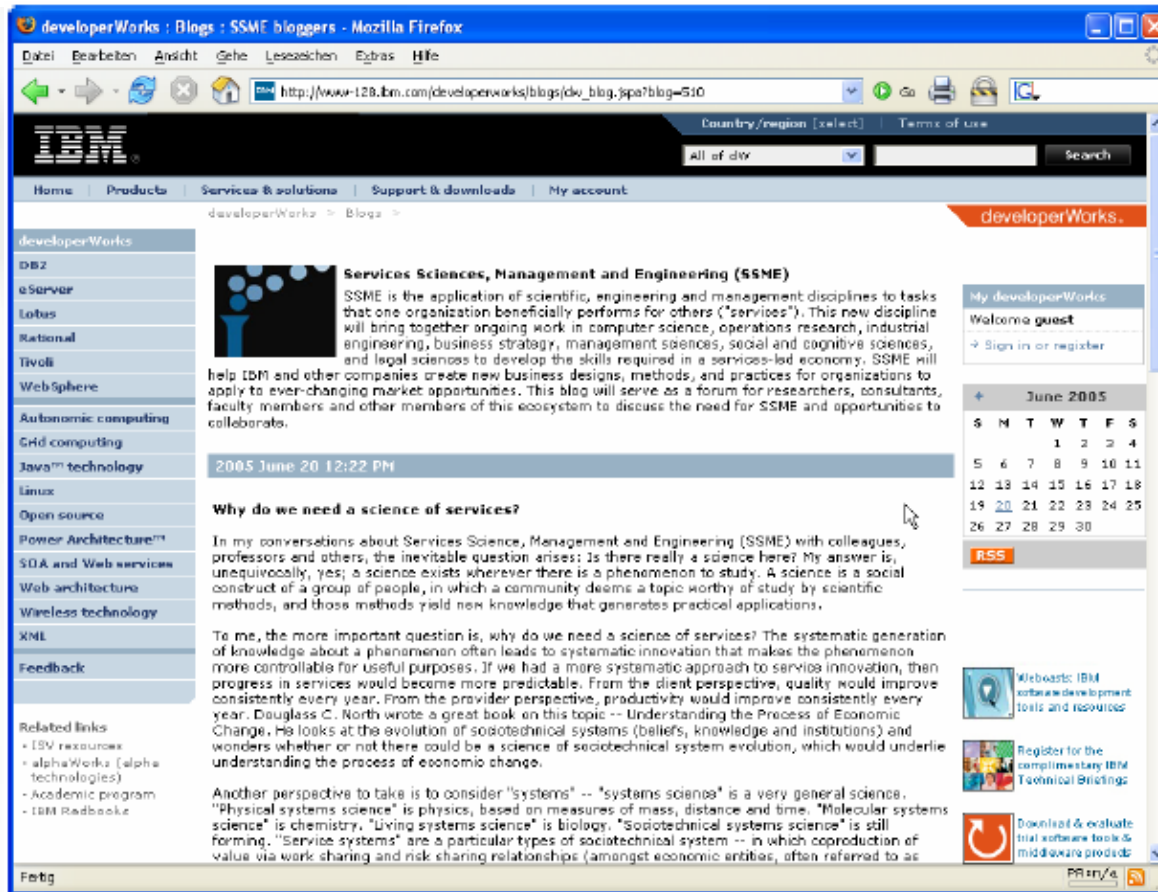 developerWorks : Blogs : SSME bloggers - Mozilla Firefox
Datei Bearbeiten Ansicht Gehe Lesezeichen Extras Hilfe
http://www-128.ibm.com/developerworks/blogs/dw_blog.jspa?blog=510
Go
G
Country/region [select] | Terms of use
IBM®
All of dW
Search
Home | Products | Services & solutions | Support & downloads | My account
developerWorks > Blogs >
developerWorks.
developerWorks
DB2
eServer
Lotus
Rational
Tivoli
WebSphere
Autonomic computing
Grid computing
Java™ technology
Linux
Open source
Power Architecture™
SOA and Web services
Web architecture
Wireless technology
XML
Feedback
Related links
• ISV resources
• alphaWorks (alpha
technologies)
• Academic program
• IBM Redbooks
Services Sciences, Management and Engineering (SSME)
SSME is the application of scientific, engineering and management disciplines to tasks
that one organization beneficially performs for others ("services"). This new discipline
will bring together ongoing work in computer science, operations research, industrial
engineering, business strategy, management sciences, social and cognitive sciences,
and legal sciences to develop the skills required in a services-led economy. SSME will
help IBM and other companies create new business designs, methods, and practices for organizations to
apply to ever-changing market opportunities. This blog will serve as a forum for researchers, consultants,
faculty members and other members of this ecosystem to discuss the need for SSME and opportunities to
collaborate.
2005 June 20 12:22 PM
Why do we need a science of services?
In my conversations about Services Science, Management and Engineering (SSME) with colleagues,
professors and others, the inevitable question arises: Is there really a science here? My answer is,
unequivocally, yes; a science exists wherever there is a phenomenon to study. A science is a social
construct of a group of people, in which a community deems a topic worthy of study by scientific
methods, and those methods yield new knowledge that generates practical applications.
To me, the more important question is, why do we need a science of services? The systematic generation
of knowledge about a phenomenon often leads to systematic innovation that makes the phenomenon
more controllable for useful purposes. If we had a more systematic approach to service innovation, then
progress in services would become more predictable. From the client perspective, quality would improve
consistently every year. From the provider perspective, productivity would improve consistently every
year. Douglass C. North wrote a great book on this topic -- Understanding the Process of Economic
Change. He looks at the evolution of sociotechnical systems (beliefs, knowledge and institutions) and
wonders whether or not there could be a science of sociotechnical system evolution, which would underlie
understanding the process of economic change.
Another perspective to take is to consider "systems" -- "systems science" is a very general science.
"Physical systems science" is physics, based on measures of mass, distance and time. "Molecular systems
science" is chemistry. "Living systems science" is biology. "Sociotechnical systems science" is still
forming. "Service systems" are a particular types of sociotechnical system -- in which coproduction of
value via work sharing and risk sharing relationships (amongst economic entities, often referred to as
My developerWorks
Welcome guest
Sign in or register
June 2005
S M T W T F S
1 2 3 4
5 6 7 8 9 10 11
12 13 14 15 16 17 18
19 20 21 22 23 24 25
26 27 28 29 30
RSS
Webcasts: IBM
software development
tools and resources
Register for the
complimentary IBM
Technical Briefings
Download & evaluate
trial software tools &
middleware products
Fertig
PR: n/a